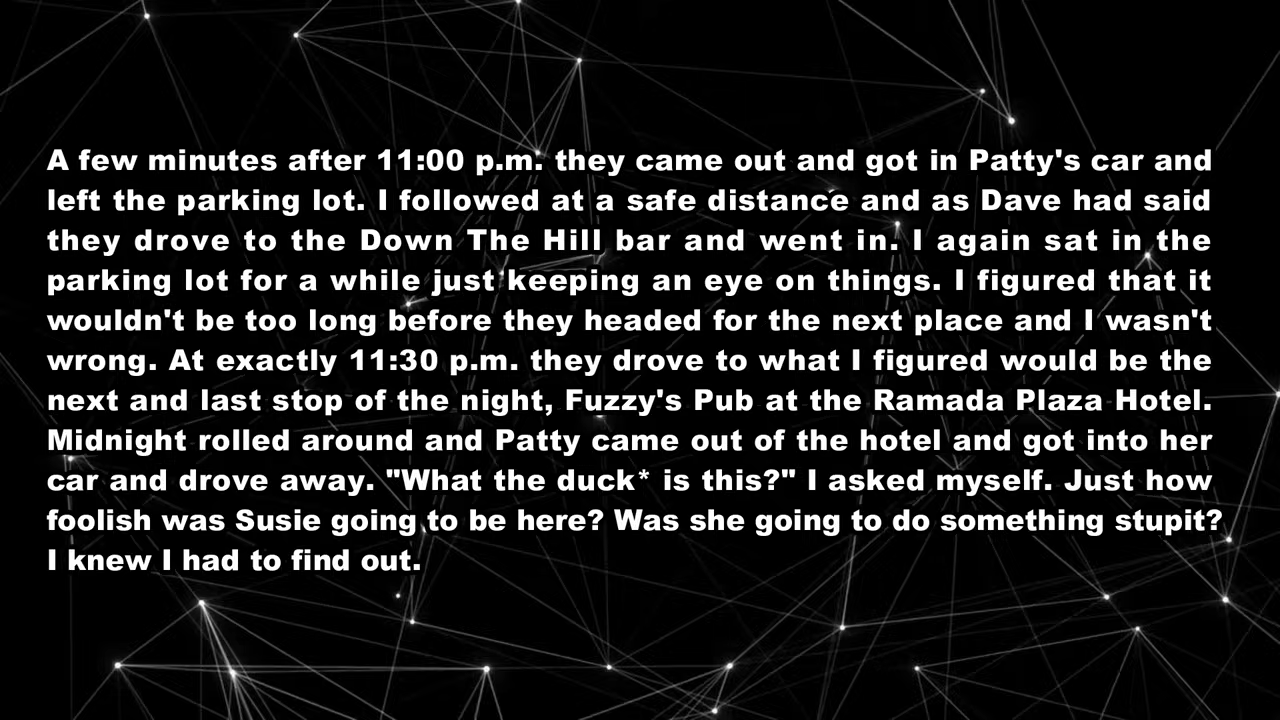 A few minutes after 11:00 p.m. they came out and got in Patty's car and
left the parking lot. I followed at a safe distance and as Dave had said
they drove to the Down The Hill bar and went in. I again sat in the
parking lot for a while just keeping an eye on things. I figured that it
wouldn't be too long before they headed for the next place and I wasn't
wrong. At exactly 11:30 p.m. they drove to what I figured would be the
next and last stop of the night, Fuzzy's Pub at the Ramada Plaza Hotel.
Midnight rolled around and Patty came out of the hotel and got into her
car and drove away. "What the duck* is this?" I asked myself. Just how
foolish was Susie going to be here? Was she going to do something stupit?
I knew I had to find out.